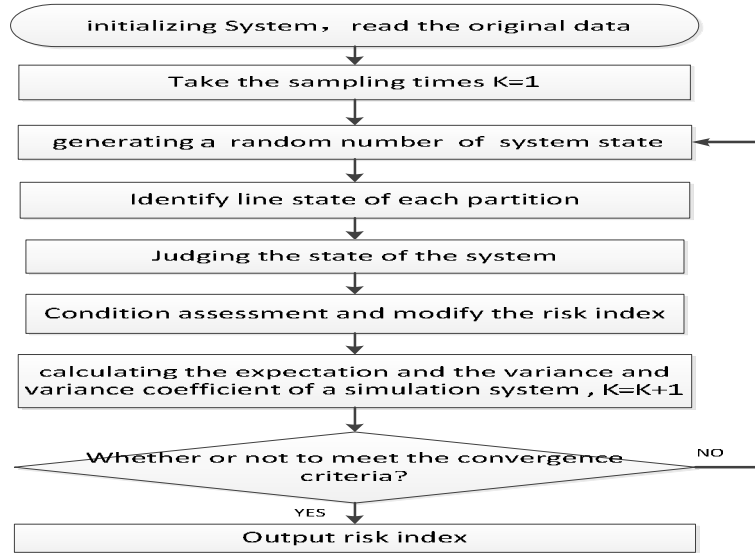 initializing System， read the original data
Take the sampling times K=1
generating a random number of system state
Identify line state of each partition
Judging the state of the system
Condition assessment and modify the risk index
calculating the expectation and the variance and
variance coefficient of a simulation system , K=K+1
Whether or not to meet the convergence
criteria?
NO
YES
Output risk index